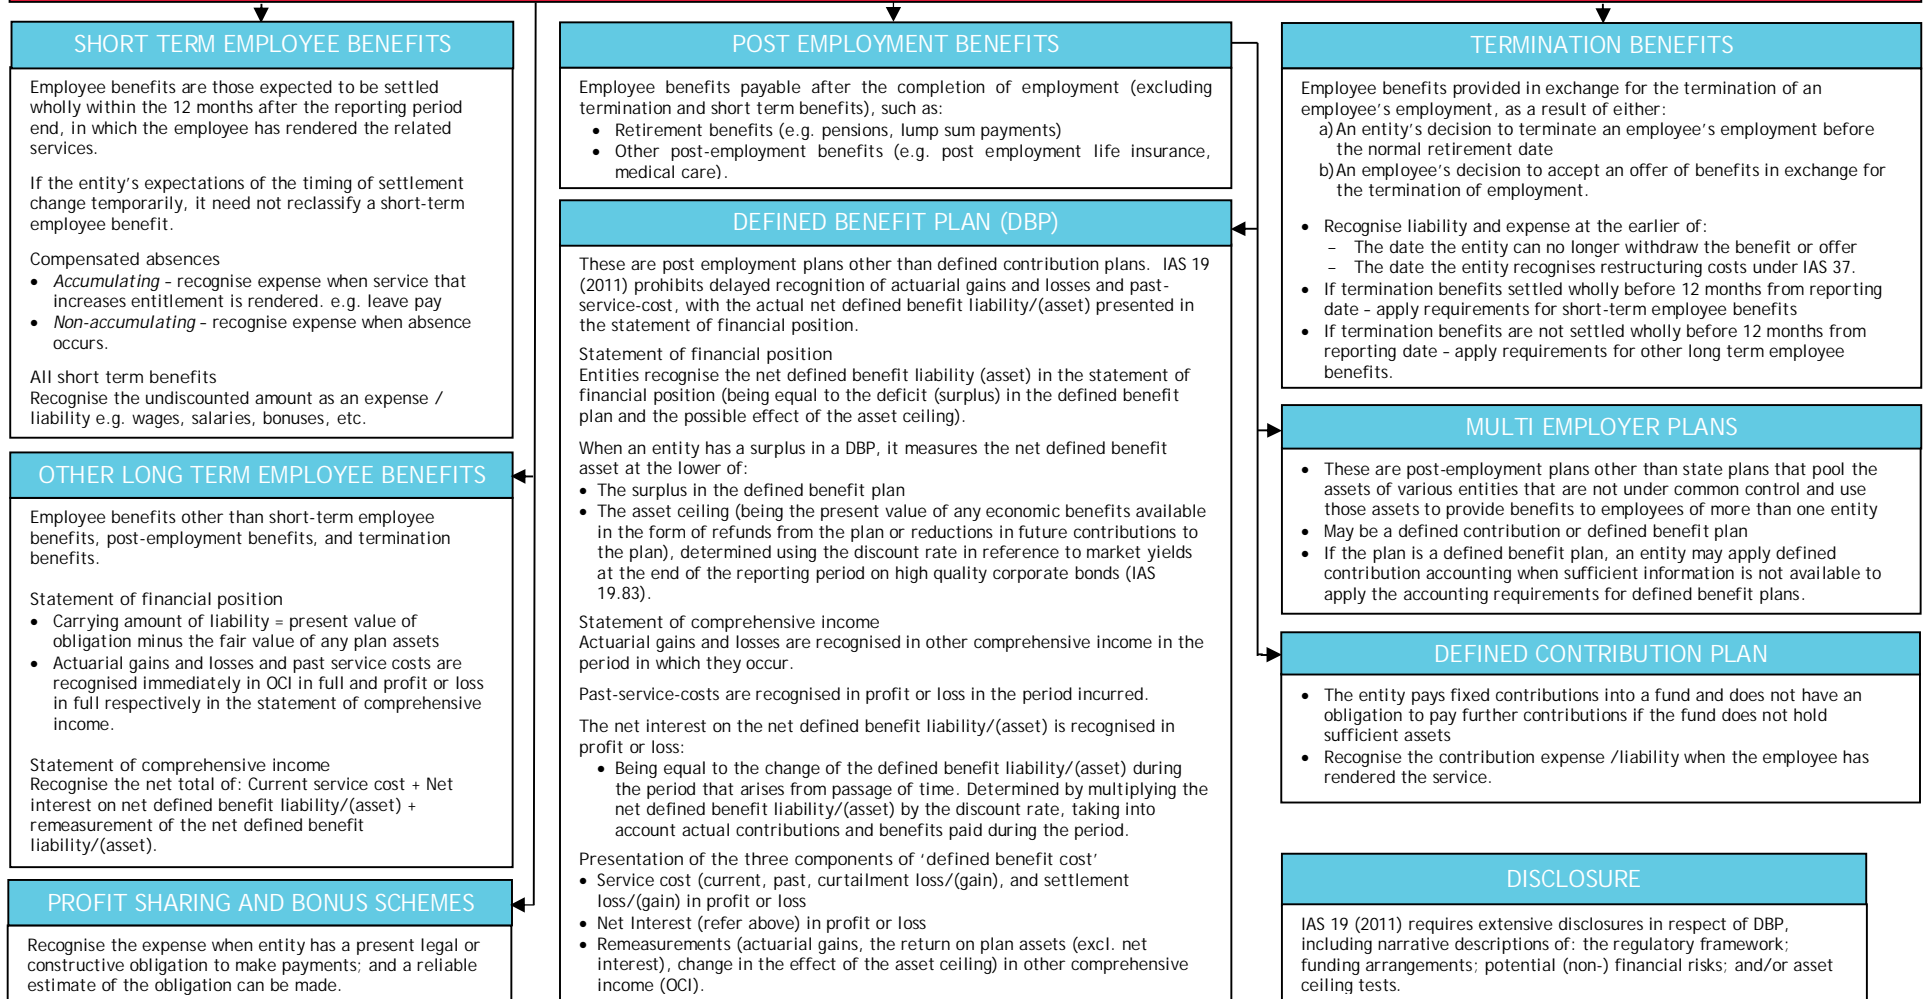 SHORT TERM EMPLOYEE BENEFITS
Employee benefits are those expected to be settled
wholly within the 12 months after the reporting period
end, in which the employee has rendered the related
services.
If the entity's expectations of the timing of settlement
change temporarily, it need not reclassify a short-term
employee benefit.
Compensated absences
• Accumulating – recognise expense when service that
increases entitlement is rendered. e.g. leave pay
• Non-accumulating – recognise expense when absence
occurs.
All short term benefits
Recognise the undiscounted amount as an expense /
liability e.g. wages, salaries, bonuses, etc.
OTHER LONG TERM EMPLOYEE BENEFITS
Employee benefits other than short-term employee
benefits, post-employment benefits, and termination
benefits.
Statement of financial position
• Carrying amount of liability = present value of
obligation minus the fair value of any plan assets
• Actuarial gains and losses and past service costs are
recognised immediately in OCI in full and profit or loss
in full respectively in the statement of comprehensive
income.
Statement of comprehensive income
Recognise the net total of: Current service cost + Net
interest on net defined benefit liability/(asset) +
remeasurement of the net defined benefit
liability/(asset).
PROFIT SHARING AND BONUS SCHEMES
Recognise the expense when entity has a present legal or
constructive obligation to make payments; and a reliable
estimate of the obligation can be made.
POST EMPLOYMENT BENEFITS
Employee benefits payable after the completion of employment (excluding
termination and short term benefits), such as:
• Retirement benefits (e.g. pensions, lump sum payments)
• Other post-employment benefits (e.g. post employment life insurance,
medical care).
DEFINED BENEFIT PLAN (DBP)
These are post employment plans other than defined contribution plans. IAS 19
(2011) prohibits delayed recognition of actuarial gains and losses and past-
service-cost, with the actual net defined benefit liability/(asset) presented in
the statement of financial position.
Statement of financial position
Entities recognise the net defined benefit liability (asset) in the statement of
financial position (being equal to the deficit (surplus) in the defined benefit
plan and the possible effect of the asset ceiling).
When an entity has a surplus in a DBP, it measures the net defined benefit
asset at the lower of:
• The surplus in the defined benefit plan
• The asset ceiling (being the present value of any economic benefits available
in the form of refunds from the plan or reductions in future contributions to
the plan), determined using the discount rate in reference to market yields
at the end of the reporting period on high quality corporate bonds (IAS
19.83).
Statement of comprehensive income
Actuarial gains and losses are recognised in other comprehensive income in the
period in which they occur.
Past-service-costs are recognised in profit or loss in the period incurred.
The net interest on the net defined benefit liability/(asset) is recognised in
profit or loss:
• Being equal to the change of the defined benefit liability/(asset) during
the period that arises from passage of time. Determined by multiplying the
net defined benefit liability/(asset) by the discount rate, taking into
account actual contributions and benefits paid during the period.
Presentation of the three components of 'defined benefit cost'
• Service cost (current, past, curtailment loss/(gain), and settlement
loss/(gain) in profit or loss
• Net Interest (refer above) in profit or loss
• Remeasurements (actuarial gains, the return on plan assets (excl. net
interest), change in the effect of the asset ceiling) in other comprehensive
income (OCI).
TERMINATION BENEFITS
Employee benefits provided in exchange for the termination of an
employee's employment, as a result of either:
a) An entity's decision to terminate an employee's employment before
the normal retirement date
b) An employee's decision to accept an offer of benefits in exchange for
the termination of employment.
• Recognise liability and expense at the earlier of:
– The date the entity can no longer withdraw the benefit or offer
– The date the entity recognises restructuring costs under IAS 37.
• If termination benefits settled wholly before 12 months from reporting
date – apply requirements for short-term employee benefits
• If termination benefits are not settled wholly before 12 months from
reporting date – apply requirements for other long term employee
benefits.
MULTI EMPLOYER PLANS
• These are post-employment plans other than state plans that pool the
assets of various entities that are not under common control and use
those assets to provide benefits to employees of more than one entity
• May be a defined contribution or defined benefit plan
• If the plan is a defined benefit plan, an entity may apply defined
contribution accounting when sufficient information is not available to
apply the accounting requirements for defined benefit plans.
DEFINED CONTRIBUTION PLAN
• The entity pays fixed contributions into a fund and does not have an
obligation to pay further contributions if the fund does not hold
sufficient assets
• Recognise the contribution expense /liability when the employee has
rendered the service.
DISCLOSURE
IAS 19 (2011) requires extensive disclosures in respect of DBP,
including narrative descriptions of: the regulatory framework;
funding arrangements; potential (non-) financial risks; and/or asset
ceiling tests.